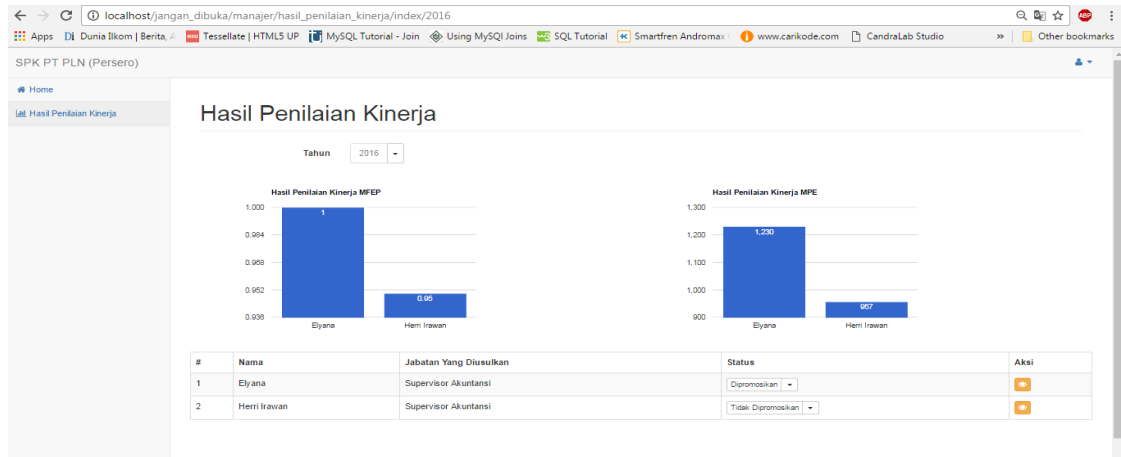 localhost/jangan_dibuka/manajer/hasil_penilaian_kinerja/index/2016
ABP
Apps Di Dunia Ilkom | Berita, Tessellate | HTML5 UP MySQL Tutorial - Join Using MySQl Joins SQL Tutorial Smartfren Andromax www.carikode.com CandraLab Studio » Other bookmarks
SPK PT PLN (Persero)
Home
Hasil Penilaian Kinerja
Hasil Penilaian Kinerja
Tahun 2016
Hasil Penilaian Kinerja MFEP
1.000
0.984
0.968
0.952
0.936
1
0.95
Elyana Herri Irawan
Hasil Penilaian Kinerja MPE
1,300
1,200
1,100
1,000
900
1,230
957
Elyana Herri Irawan
# Nama Jabatan Yang Diusulkan Status Aksi
1 Elyana Supervisor Akuntansi Dipromosikan
2 Herri Irawan Supervisor Akuntansi Tidak Dipromosikan